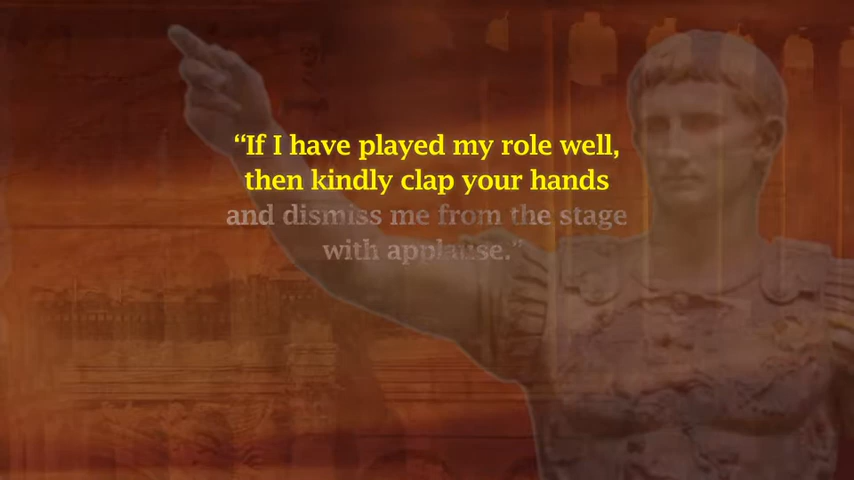 “If I have played my role well,
then kindly clap your hands
and dismiss me from the stage
with applause.”